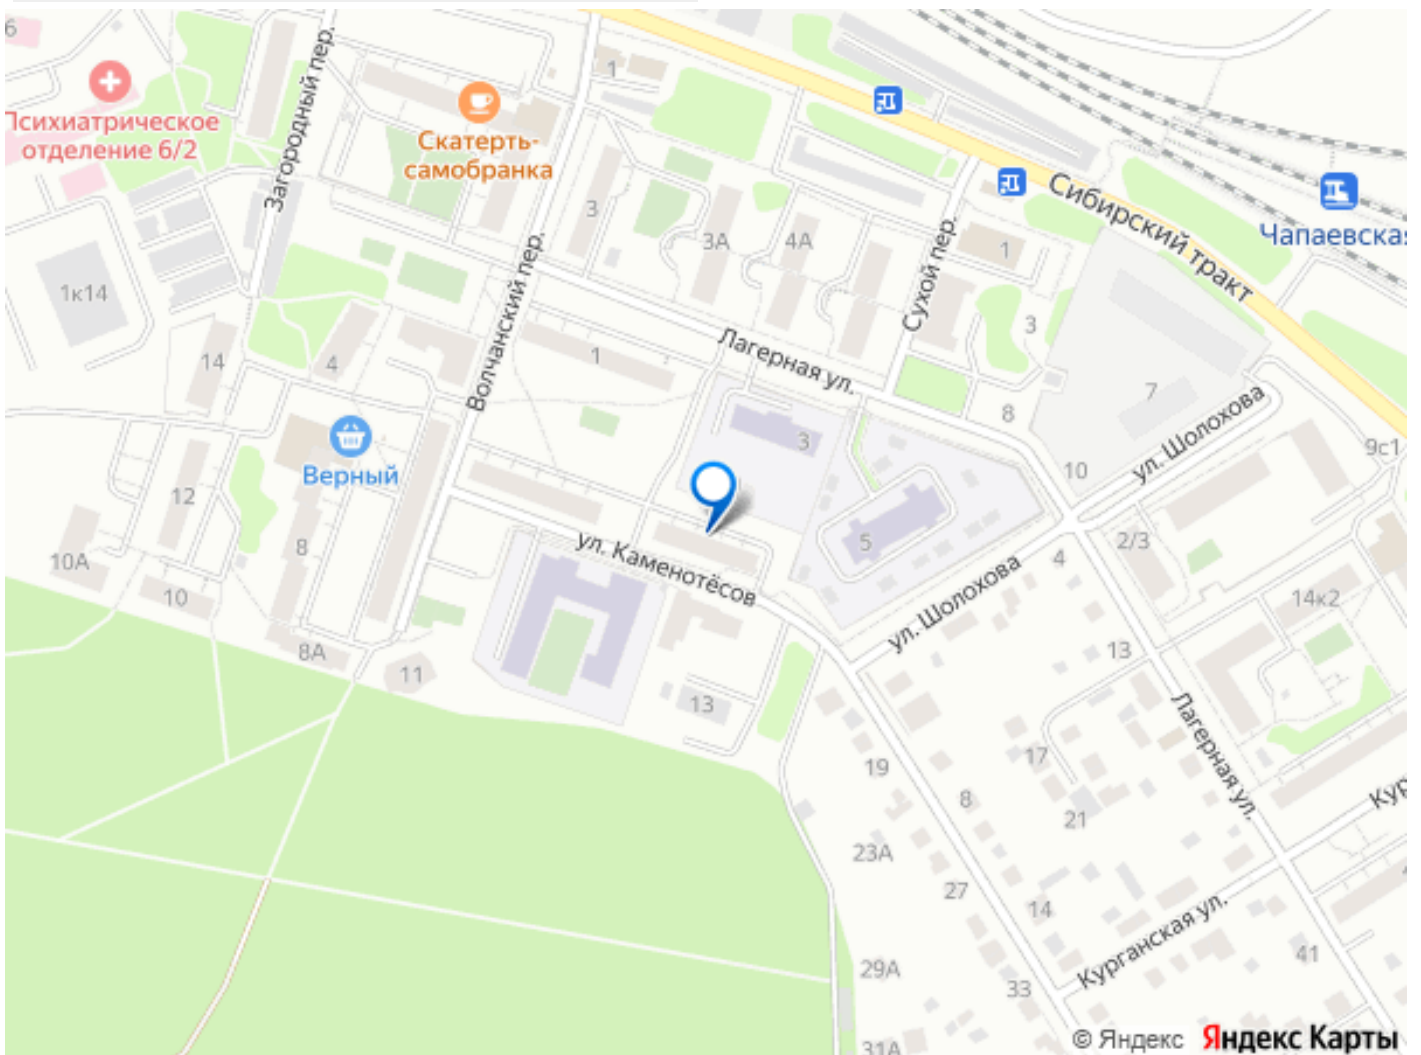 6
Загородный пер.
1
Психиатрическое
отделение 6/2
Скатерть-
самобранка
3
3А
4А
1
Сибирский тракт
Чапаевская
Сухой пер.
Волчанский пер.
1к14
3
14
4
1
Лагерная ул.
7
8
ул. Шолохова
3
9с1
Верный
10
12
8
ул. Каменотёсов
5
2/3
10А
10
ул. Шолохова
4
14к2
8А
11
13
13
Лагерная ул.
17
19
8
21
Кур
23А
27
14
Курганская ул.
29А
33
41
31А
© Яндекс Яндекс Карты